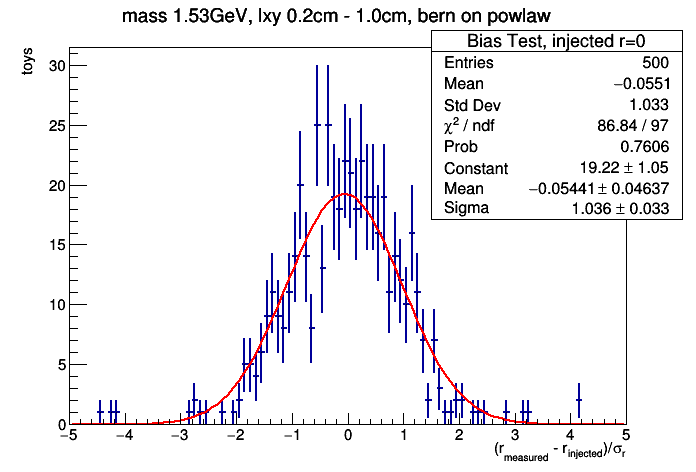 mass 1.53GeV, lxy 0.2cm - 1.0cm, bern on powlaw
Bias Test, injected r=0
Entries 500
Mean −0.0551
Std Dev 1.033
χ² / ndf 86.84 / 97
Prob 0.7606
Constant 19.22 ± 1.05
Mean −0.05441 ± 0.04637
Sigma 1.036 ± 0.033
toys
30
25
20
15
10
5
0
−5 −4 −3 −2 −1 0 1 2 3 4 5
(r_measured - r_injected)/σ_r